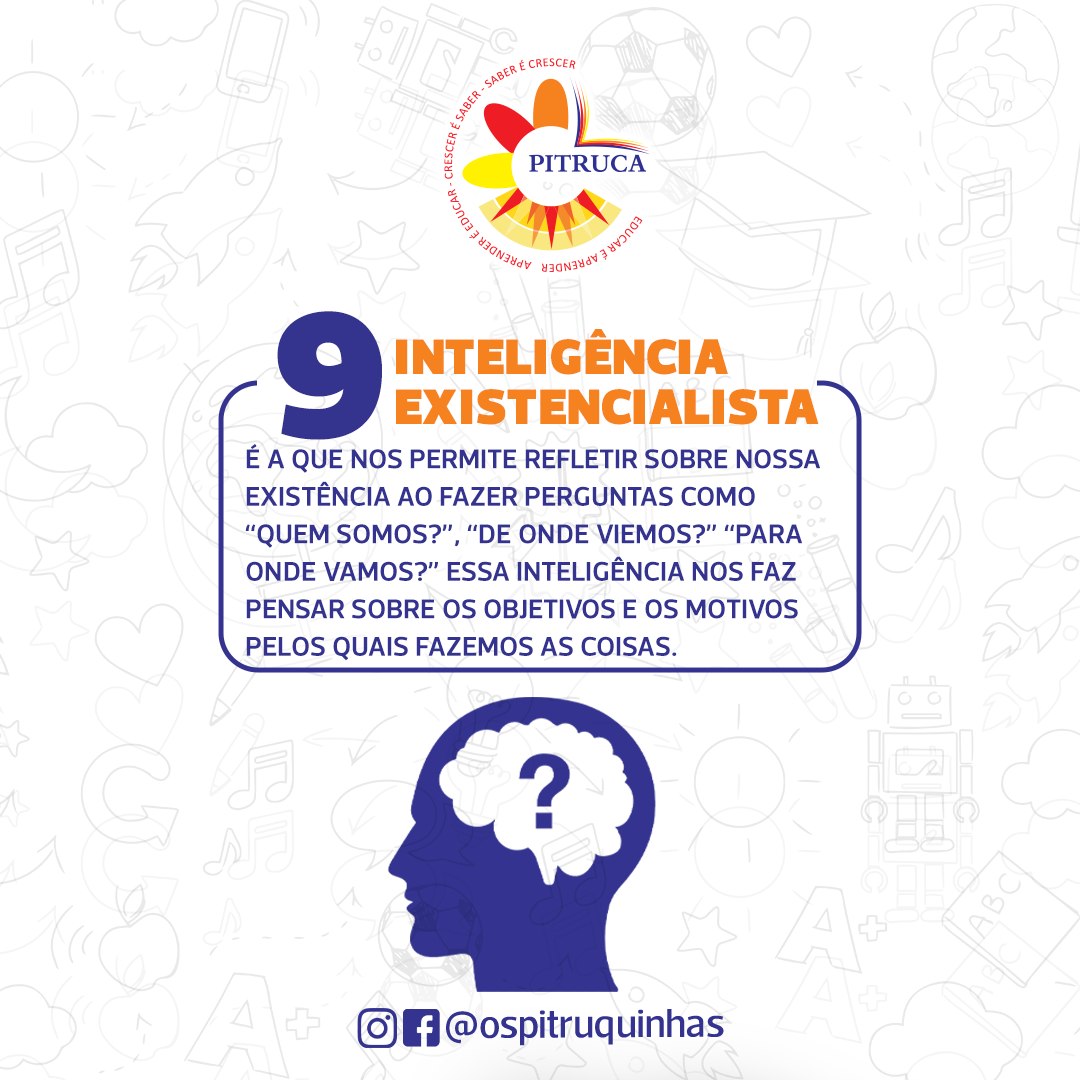 EDUCAR É APRENDER
APRENDER É EDUCAR - CRESCER É SABER - SABER É CRESCER
PITRUCA
9 INTELIGÊNCIA
EXISTENCIALISTA
É A QUE NOS PERMITE REFLETIR SOBRE NOSSA
EXISTÊNCIA AO FAZER PERGUNTAS COMO
“QUEM SOMOS?”, “DE ONDE VIEMOS?” “PARA
ONDE VAMOS?” ESSA INTELIGÊNCIA NOS FAZ
PENSAR SOBRE OS OBJETIVOS E OS MOTIVOS
PELOS QUAIS FAZEMOS AS COISAS.
?
A+
ABC
A+
@ospitruquinhas